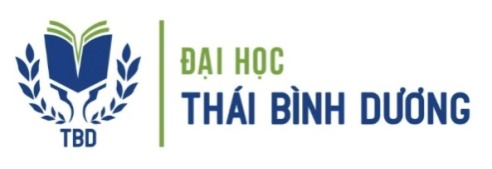 TBD
ĐẠI HỌC
THÁI BÌNH DƯƠNG